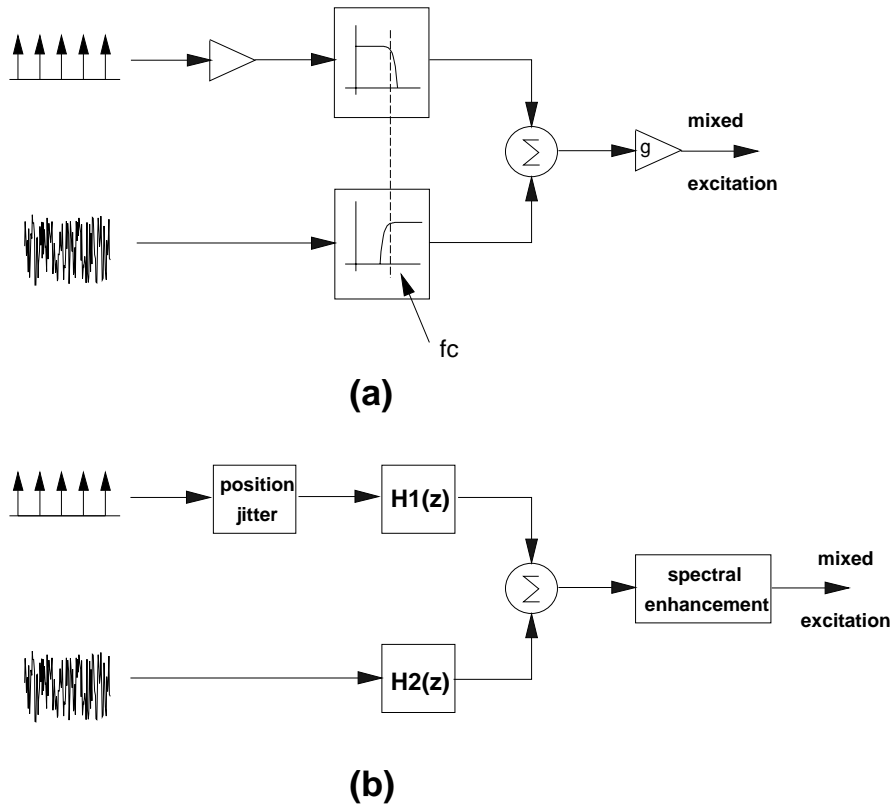 mixed
Σ
g
excitation
fc
(a)
position
jitter
H1(z)
mixed
Σ
spectral
enhancement
excitation
H2(z)
(b)